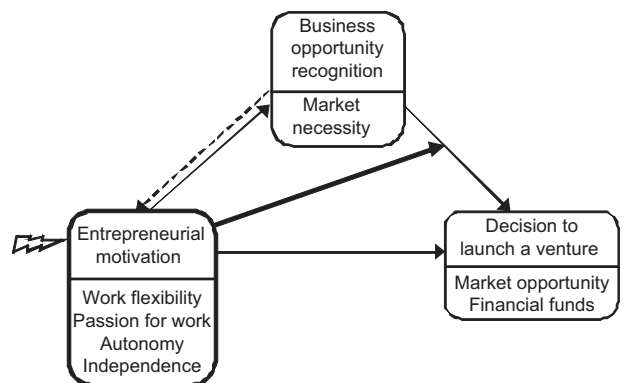 Business
opportunity
recognition
Market
necessity
Entrepreneurial
motivation
Work flexibility
Passion for work
Autonomy
Independence
Decision to
launch a venture
Market opportunity
Financial funds